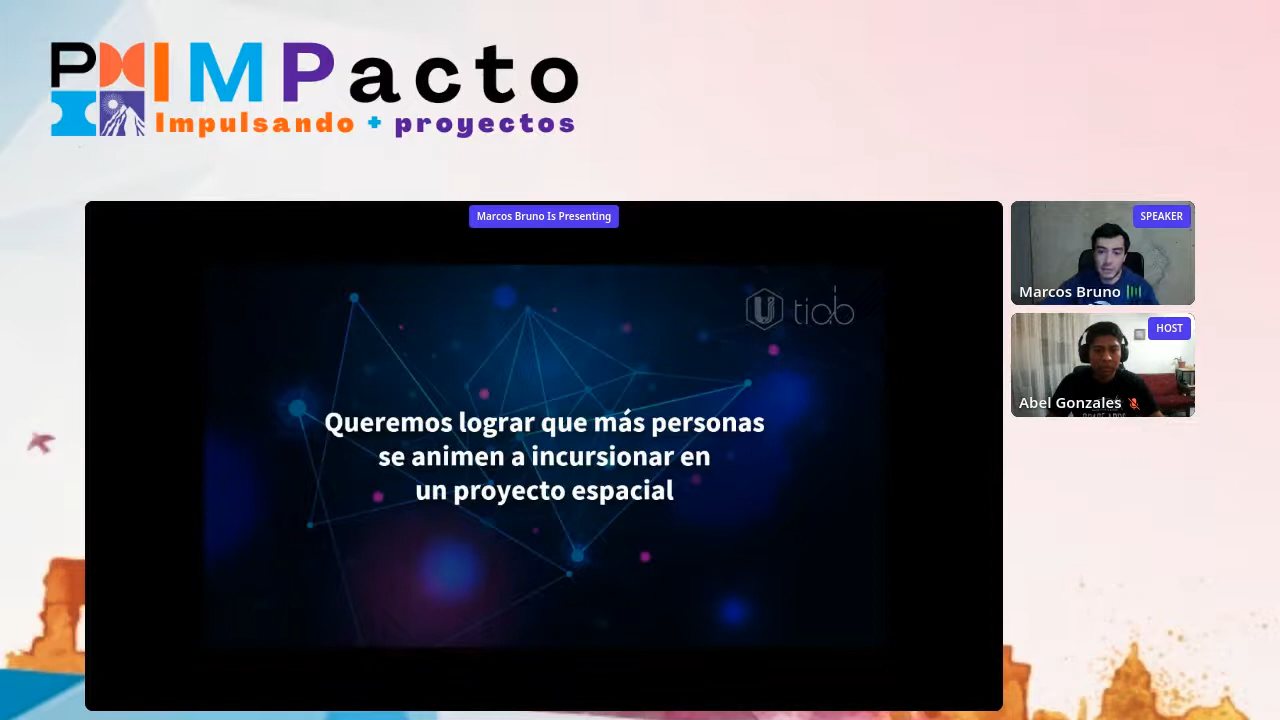 P IMPacto
Impulsando + proyectos
Marcos Bruno Is Presenting
SPEAKER
Marcos Bruno
HOST
Abel Gonzales
U tiab
Queremos lograr que más personas
se animen a incursionar en
un proyecto espacial